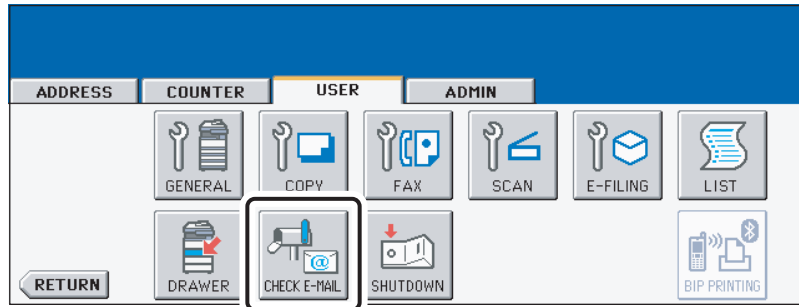 ADDRESS COUNTER USER ADMIN
GENERAL COPY FAX SCAN E-FILING LIST
DRAWER CHECK E-MAIL SHUTDOWN BIP PRINTING
RETURN